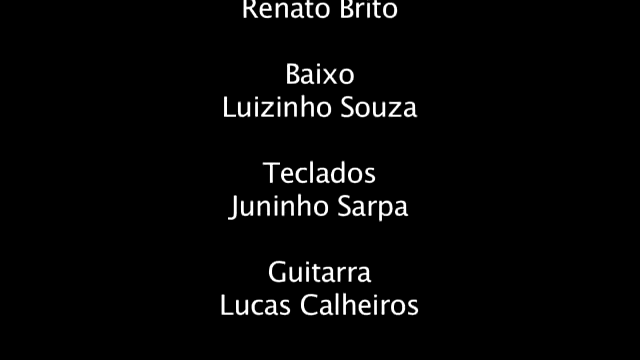 Renato Brito
Baixo
Luizinho Souza
Teclados
Juninho Sarpa
Guitarra
Lucas Calheiros